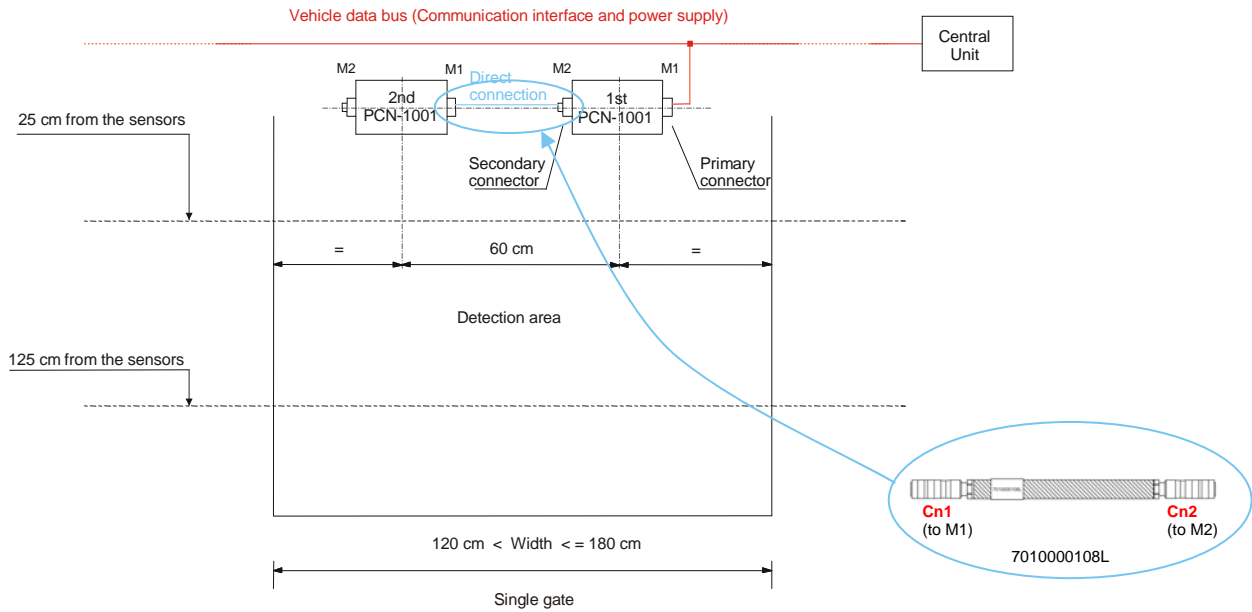 Vehicle data bus (Communication interface and power supply)
Central
Unit
M2
M1
M2
M1
Direct
connection
2nd
PCN-1001
1st
PCN-1001
25 cm from the sensors
Secondary
connector
Primary
connector
=
60 cm
=
Detection area
125 cm from the sensors
7010000108L
Cn1
(to M1)
Cn2
(to M2)
7010000108L
120 cm < Width < = 180 cm
Single gate